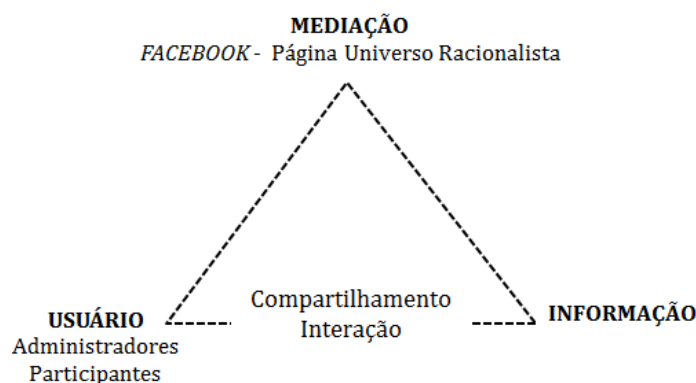 MEDIAÇÃO
FACEBOOK - Página Universo Racionalista
Compartilhamento
Interação
USUÁRIO
Administradores
Participantes
INFORMAÇÃO